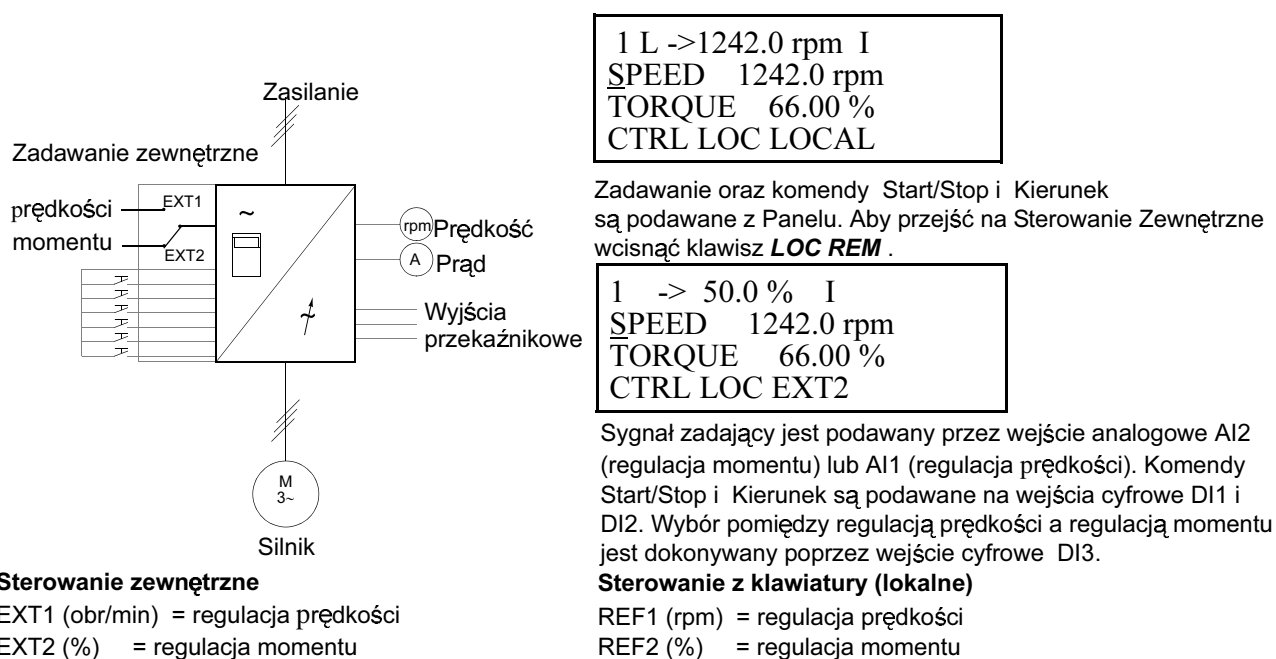 Zasilanie
Zadawanie zewnętrzne
prędkości
momentu
EXT1
EXT2
~
rpm
Prędkość
A
Prąd
Wyjścia
przekaźnikowe
M
3~
Silnik
Sterowanie zewnętrzne
EXT1 (obr/min) = regulacja prędkości
EXT2 (%) = regulacja momentu
1 L ->1242.0 rpm I
SPEED 1242.0 rpm
TORQUE 66.00 %
CTRL LOC LOCAL
Zadawanie oraz komendy Start/Stop i Kierunek
są podawane z Panelu. Aby przejść na Sterowanie Zewnętrzne
wcisnąć klawisz LOC REM .
1 -> 50.0 % I
SPEED 1242.0 rpm
TORQUE 66.00 %
CTRL LOC EXT2
Sygnał zadający jest podawany przez wejście analogowe AI2
(regulacja momentu) lub AI1 (regulacja prędkości). Komendy
Start/Stop i Kierunek są podawane na wejścia cyfrowe DI1 i
DI2. Wybór pomiędzy regulacją prędkości a regulacją momentu
jest dokonywany poprzez wejście cyfrowe DI3.
Sterowanie z klawiatury (lokalne)
REF1 (rpm) = regulacja prędkości
REF2 (%) = regulacja momentu